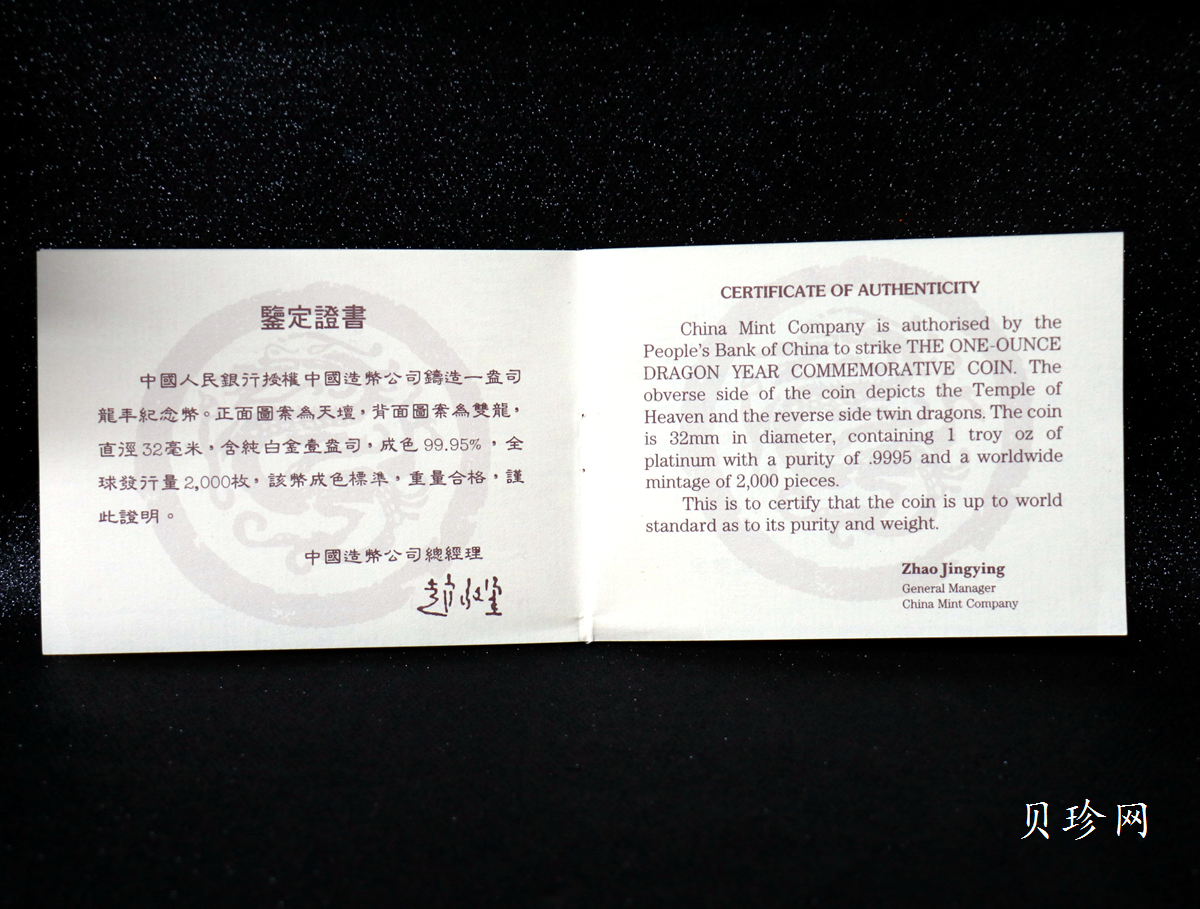 鑒定證書
中國人民銀行授權中國造幣公司鑄造一盎司
龍年紀念幣。正面圖案為天壇，背面圖案為雙龍，
直徑32毫米，含純白金壹盎司，成色99.95%，全
球發行量2,000枚，該幣成色標準，重量合格，謹
此證明。
中國造幣公司總經理
CERTIFICATE OF AUTHENTICITY
China Mint Company is authorised by the
People's Bank of China to strike THE ONE-OUNCE
DRAGON YEAR COMMEMORATIVE COIN. The
obverse side of the coin depicts the Temple of
Heaven and the reverse side twin dragons. The coin
is 32mm in diameter, containing 1 troy oz of
platinum with a purity of .9995 and a worldwide
mintage of 2,000 pieces.
This is to certify that the coin is up to world
standard as to its purity and weight.
Zhao Jingying
General Manager
China Mint Company
贝珍网